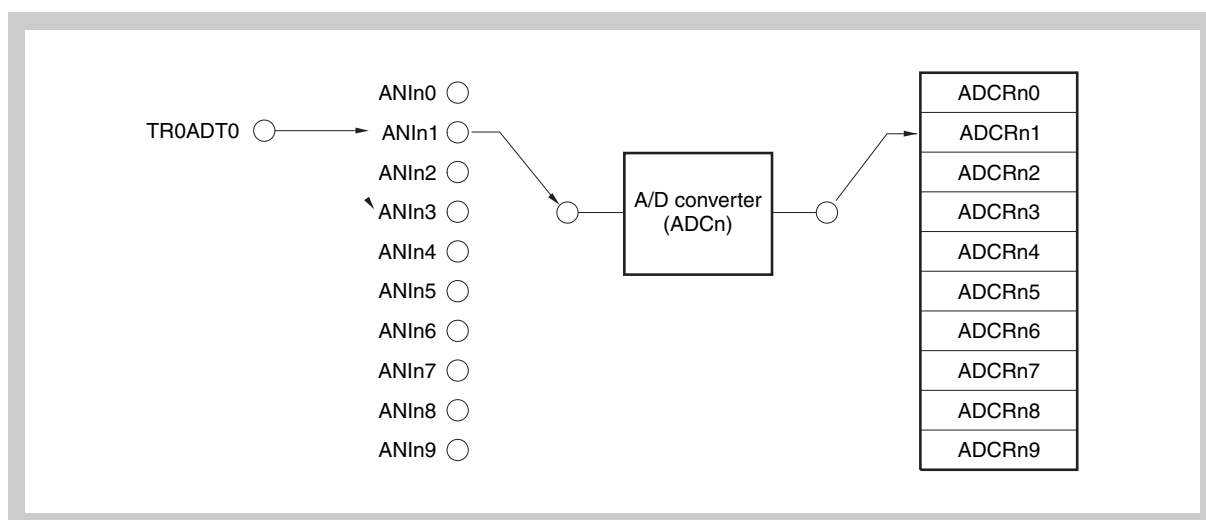 TR0ADT0
ANIn0
ANIn1
ANIn2
ANIn3
ANIn4
ANIn5
ANIn6
ANIn7
ANIn8
ANIn9
A/D converter
(ADCn)
ADCRn0
ADCRn1
ADCRn2
ADCRn3
ADCRn4
ADCRn5
ADCRn6
ADCRn7
ADCRn8
ADCRn9